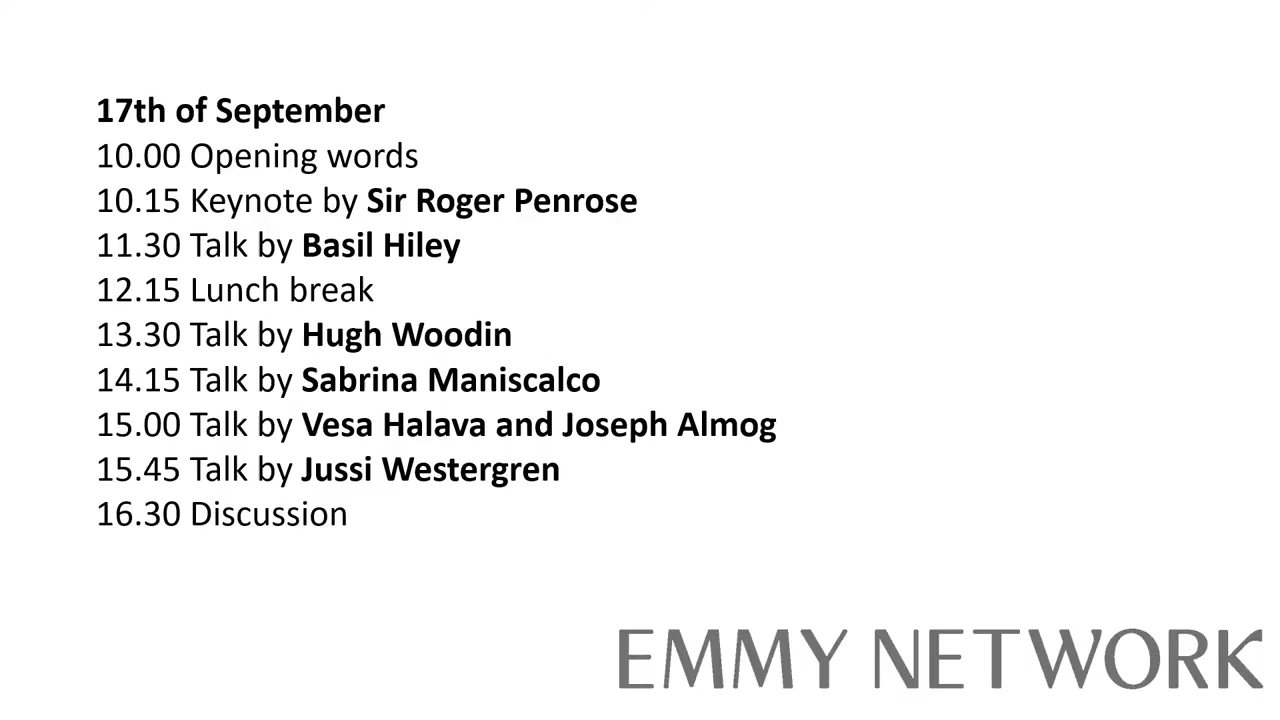 17th of September
10.00 Opening words
10.15 Keynote by Sir Roger Penrose
11.30 Talk by Basil Hiley
12.15 Lunch break
13.30 Talk by Hugh Woodin
14.15 Talk by Sabrina Maniscalco
15.00 Talk by Vesa Halava and Joseph Almog
15.45 Talk by Jussi Westergren
16.30 Discussion
EMMY NETWORK